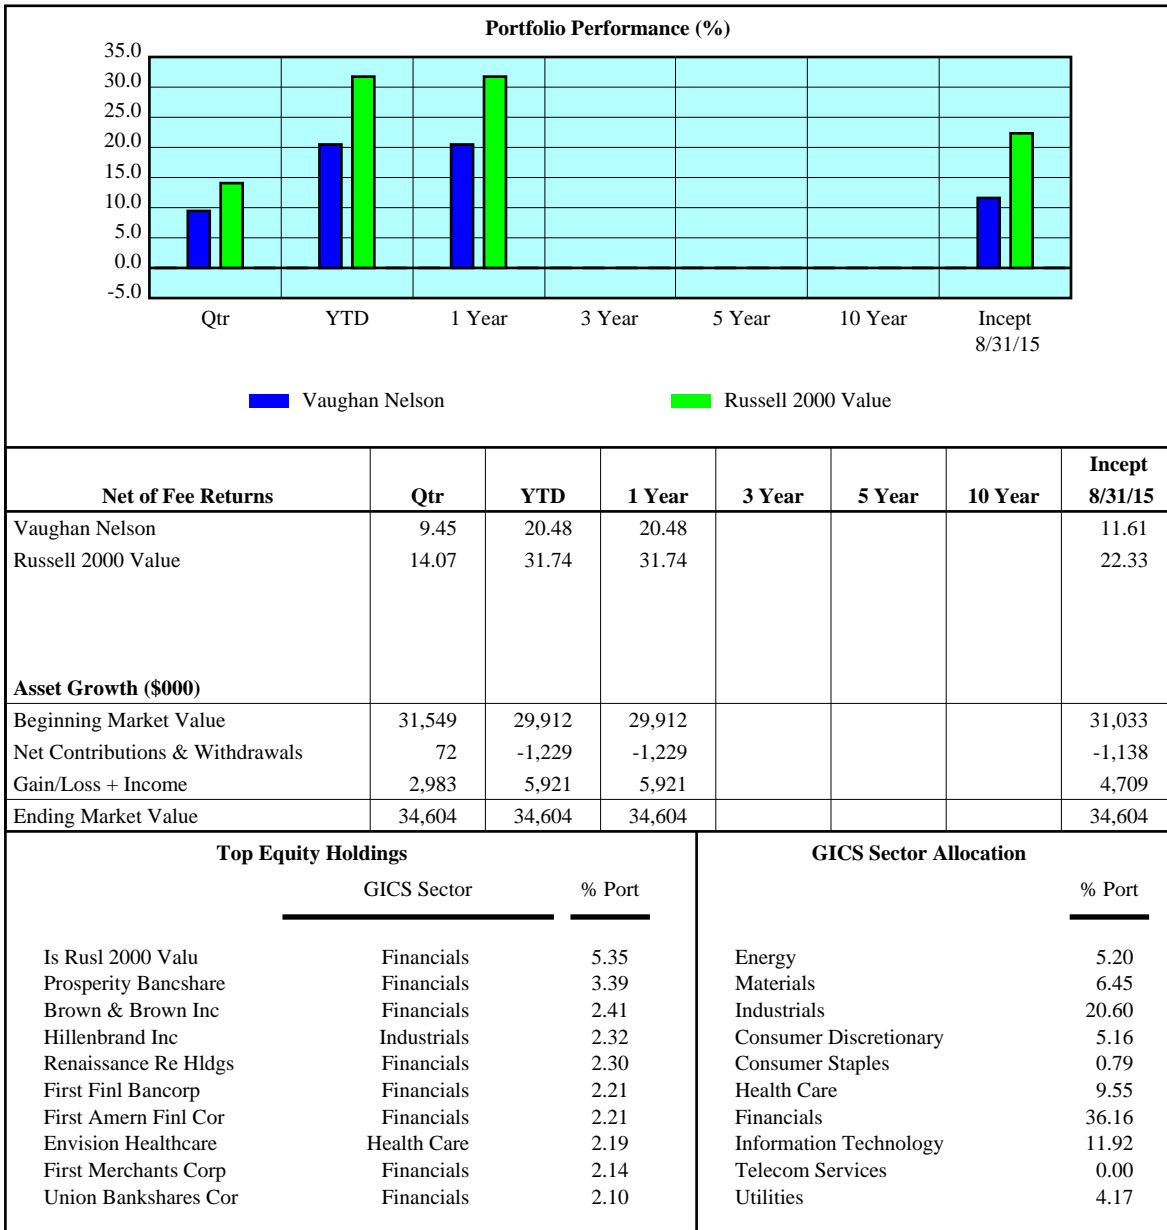 Portfolio Performance (%)
35.0
30.0
25.0
20.0
15.0
10.0
5.0
0.0
-5.0
Qtr YTD 1 Year 3 Year 5 Year 10 Year Incept
8/31/15
Vaughan Nelson Russell 2000 Value
Incept
Net of Fee Returns Qtr YTD 1 Year 3 Year 5 Year 10 Year 8/31/15
Vaughan Nelson 9.45 20.48 20.48 11.61
Russell 2000 Value 14.07 31.74 31.74 22.33
Asset Growth ($000)
Beginning Market Value 31,549 29,912 29,912 31,033
Net Contributions & Withdrawals 72 -1,229 -1,229 -1,138
Gain/Loss + Income 2,983 5,921 5,921 4,709
Ending Market Value 34,604 34,604 34,604 34,604
Top Equity Holdings
GICS Sector % Port
Is Rusl 2000 Valu Financials 5.35
Prosperity Bancshare Financials 3.39
Brown & Brown Inc Financials 2.41
Hillenbrand Inc Industrials 2.32
Renaissance Re Hldgs Financials 2.30
First Finl Bancorp Financials 2.21
First Amern Finl Cor Financials 2.21
Envision Healthcare Health Care 2.19
First Merchants Corp Financials 2.14
Union Bankshares Cor Financials 2.10
GICS Sector Allocation
% Port
Energy 5.20
Materials 6.45
Industrials 20.60
Consumer Discretionary 5.16
Consumer Staples 0.79
Health Care 9.55
Financials 36.16
Information Technology 11.92
Telecom Services 0.00
Utilities 4.17